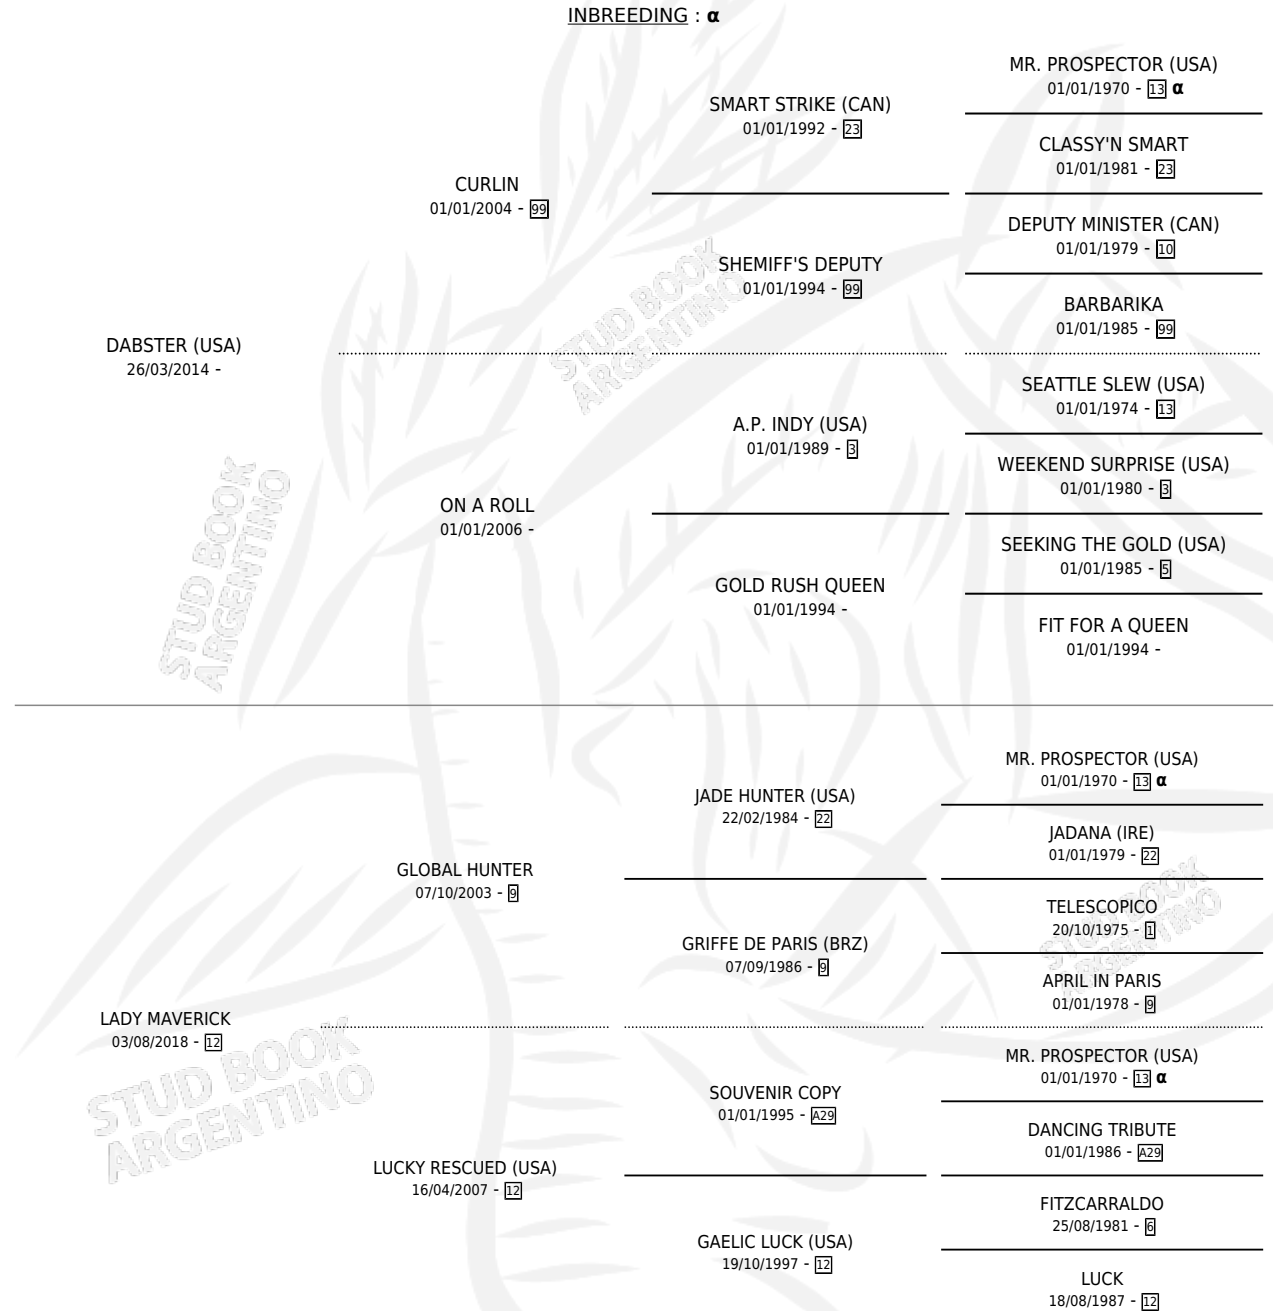 INBREEDING : α
MR. PROSPECTOR (USA)
01/01/1970 - 13 α
SMART STRIKE (CAN)
01/01/1992 - 23
CLASSY'N SMART
01/01/1981 - 23
CURLIN
01/01/2004 - 99
DEPUTY MINISTER (CAN)
01/01/1979 - 10
SHEMIFF'S DEPUTY
01/01/1994 - 99
BARBARIKA
01/01/1985 - 99
DABSTER (USA)
26/03/2014 -
SEATTLE SLEW (USA)
01/01/1974 - 13
A.P. INDY (USA)
01/01/1989 - 3
WEEKEND SURPRISE (USA)
01/01/1980 - 3
ON A ROLL
01/01/2006 -
SEEKING THE GOLD (USA)
01/01/1985 - 5
GOLD RUSH QUEEN
01/01/1994 -
FIT FOR A QUEEN
01/01/1994 -
MR. PROSPECTOR (USA)
01/01/1970 - 13 α
JADE HUNTER (USA)
22/02/1984 - 22
JADANA (IRE)
01/01/1979 - 22
GLOBAL HUNTER
07/10/2003 - 9
TELESCOPICO
20/10/1975 - 1
GRIFFE DE PARIS (BRZ)
07/09/1986 - 9
APRIL IN PARIS
01/01/1978 - 9
LADY MAVERICK
03/08/2018 - 12
MR. PROSPECTOR (USA)
01/01/1970 - 13 α
SOUVENIR COPY
01/01/1995 - A29
DANCING TRIBUTE
01/01/1986 - A29
LUCKY RESCUED (USA)
16/04/2007 - 12
FITZCARRALDO
25/08/1981 - 6
GAELIC LUCK (USA)
19/10/1997 - 12
LUCK
18/08/1987 - 12
STUD BOOK
ARGENTINO
STUD BOOK
ARGENTINO
STUD BOOK
ARGENTINO
STUD BOOK
ARGENTINO